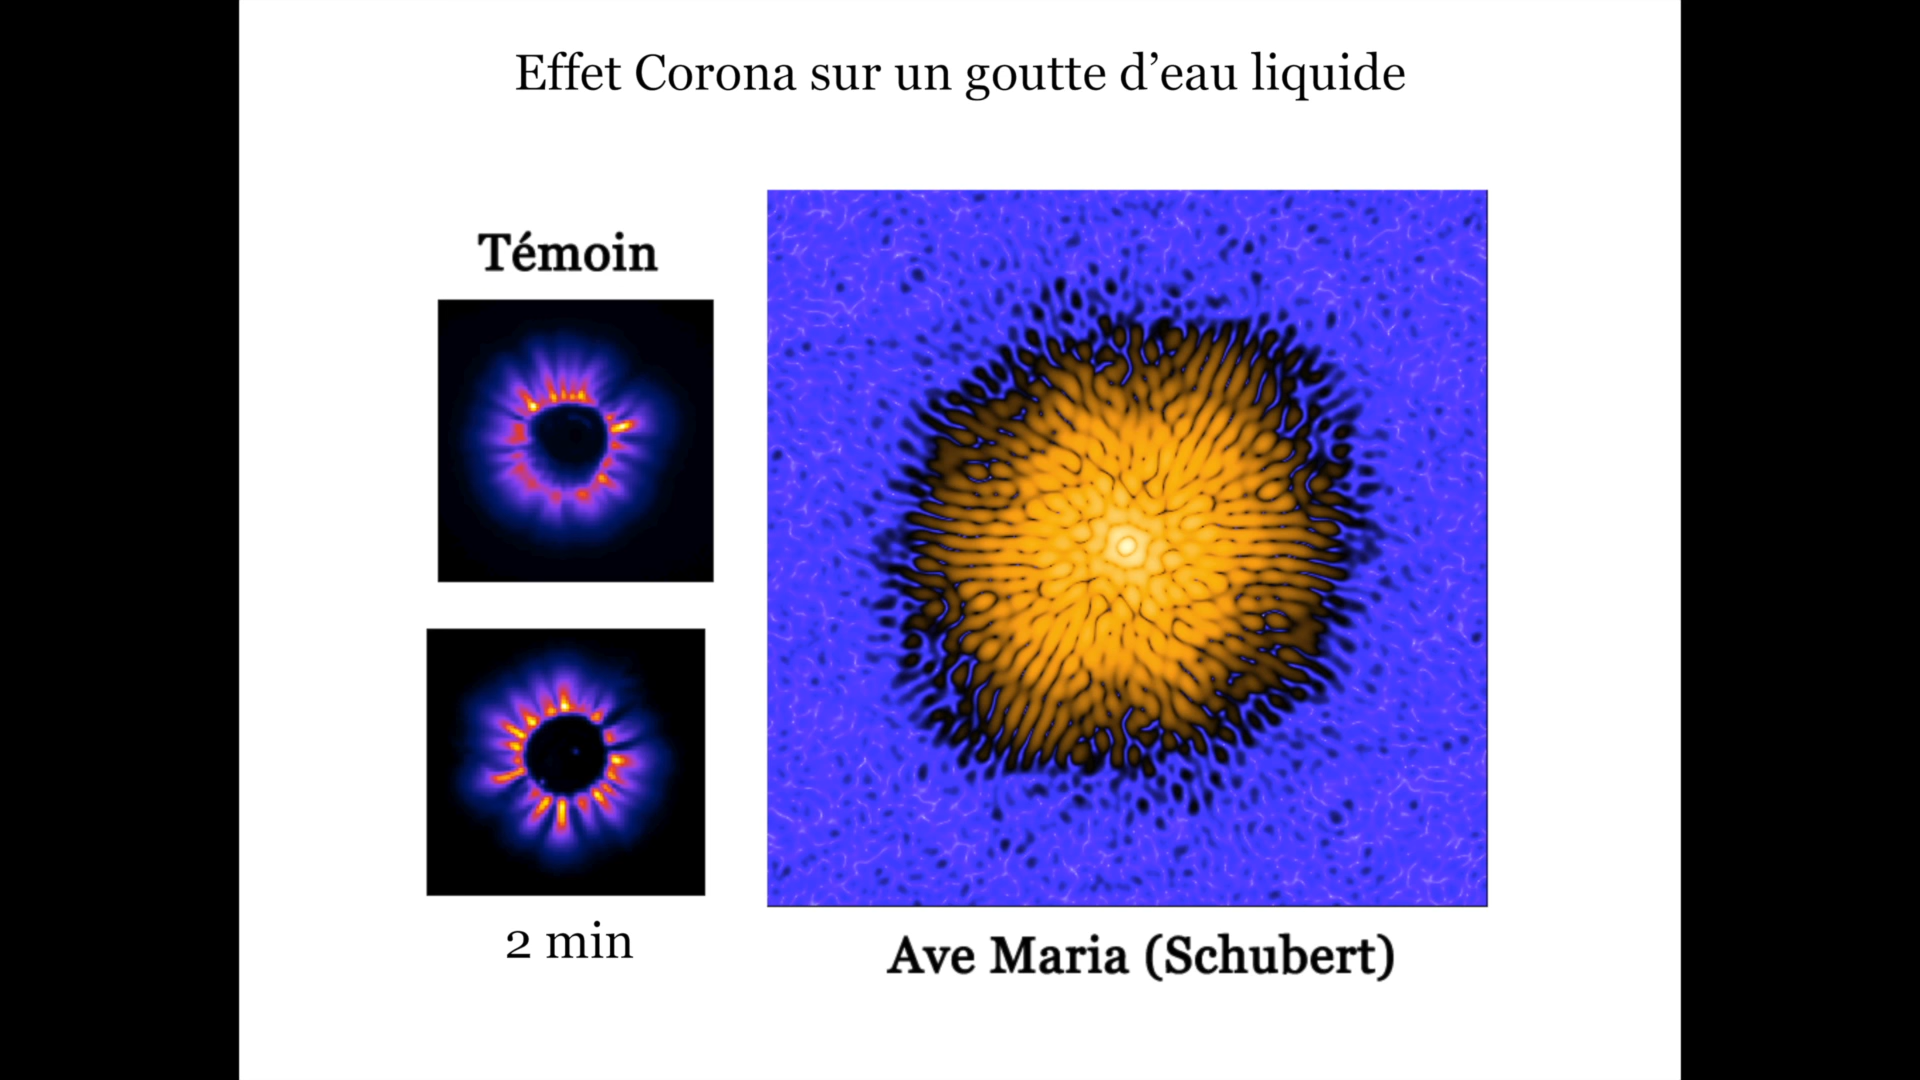 Effet Corona sur un goutte d’eau liquide
Témoin
2 min
Ave Maria (Schubert)